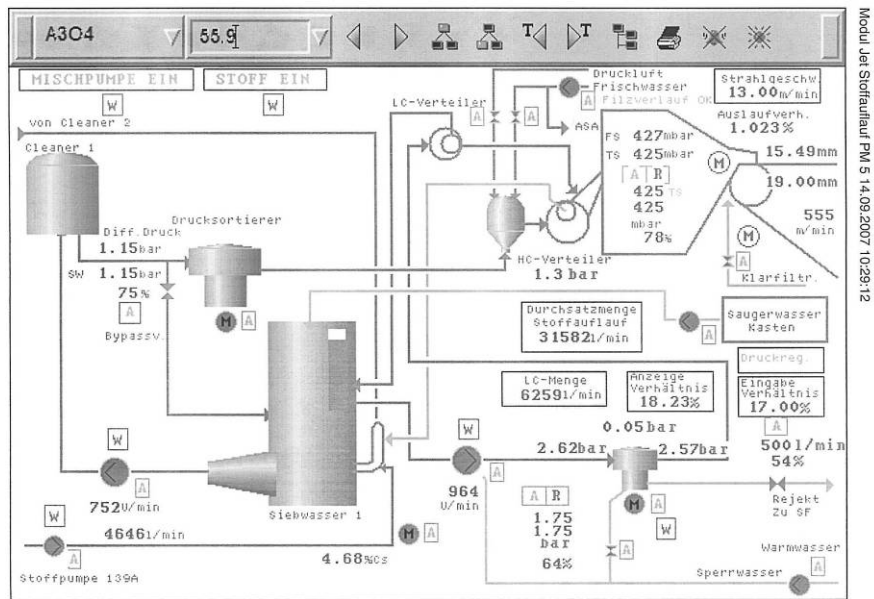 A3O4
55.9
T
T
MISCHPUMPE EIN
STOFF EIN
W
W
von Cleaner 2
Cleaner 1
LC-Verteiler
Druckluft
Frischwasser
A
Filzverlauf OK
A
A
ASA
Strahlgeschw.
13.00m/min
Auslaufverh.
1.023%
FS 427mbar
TS 425mbar
A R
425 TS
425
mbar
78%
M
15.49mm
19.00mm
555
m/min
M
A
Klarfiltr.
Drucksortierer
Diff.Druck
1.15bar
SW 1.15bar
75%
A
Bypassv.
M A
HC-Verteiler
1.3 bar
Durchsatzmenge
Stoffauflauf
31582l/min
A
Saugerwasser
Kasten
Druckreg.
LC-Menge
6259l/min
Anzeige
Verhältnis
18.23%
Eingabe
Verhältnis
17.00%
A
0.05bar
2.62bar
2.57bar
500l/min
54%
W
A
752U/min
Siebwasser 1
W
A
964
U/min
A R
1.75
1.75
bar
64%
M A
W
A
Rejekt
Zu SF
W
4646l/min
A
Stoffpumpe 139A
4.68%Cs
M A
Warmwasser
Sperrwasser
A
Modul Jet Stoffauflauf PM 5 14.09.2007 10:29:12